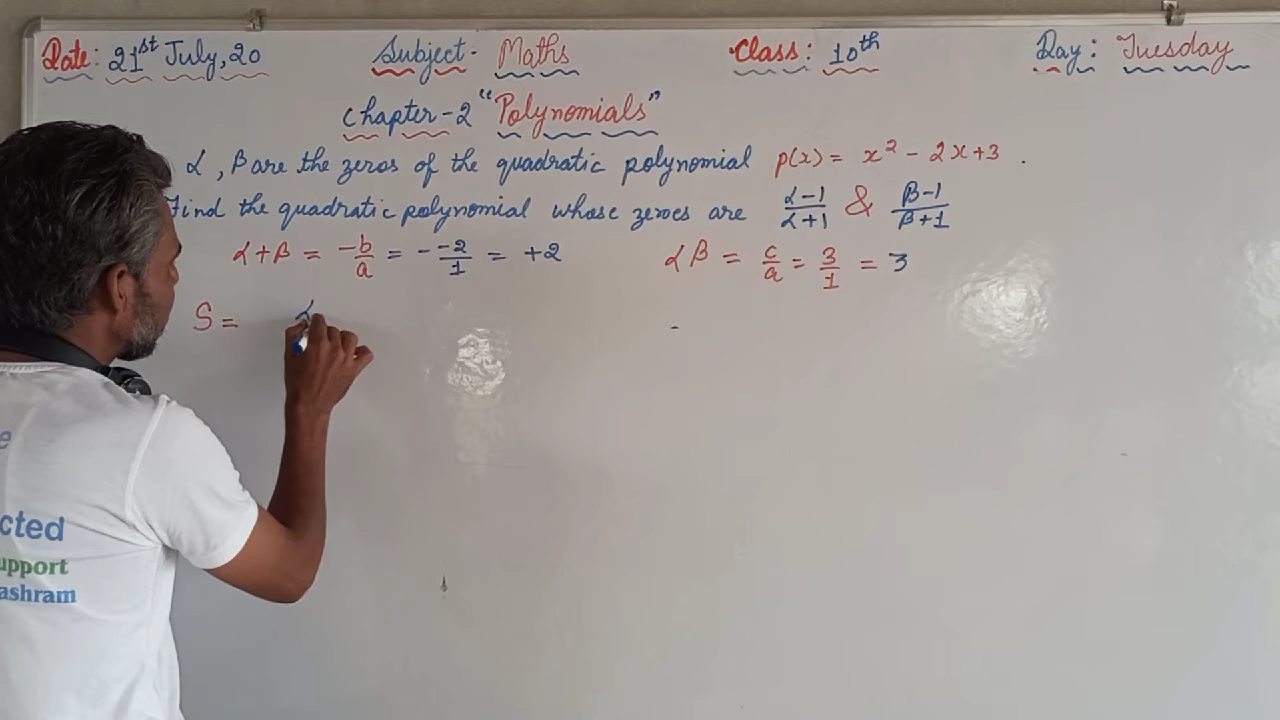 Date: 21st July, 20 Subject- Maths Class: 10th Day: Tuesday
Chapter-2 "Polynomials"
α, β are the zeros of the quadratic polynomial p(x) = x² - 2x+3 .
Find the quadratic polynomial whose zeroes are (α-1)/(α+1) & (β-1)/(β+1)
α+β = -b/a = - -2/1 = +2 αβ = c/a = 3/1 = 3
S = α
cted
upport
ashram